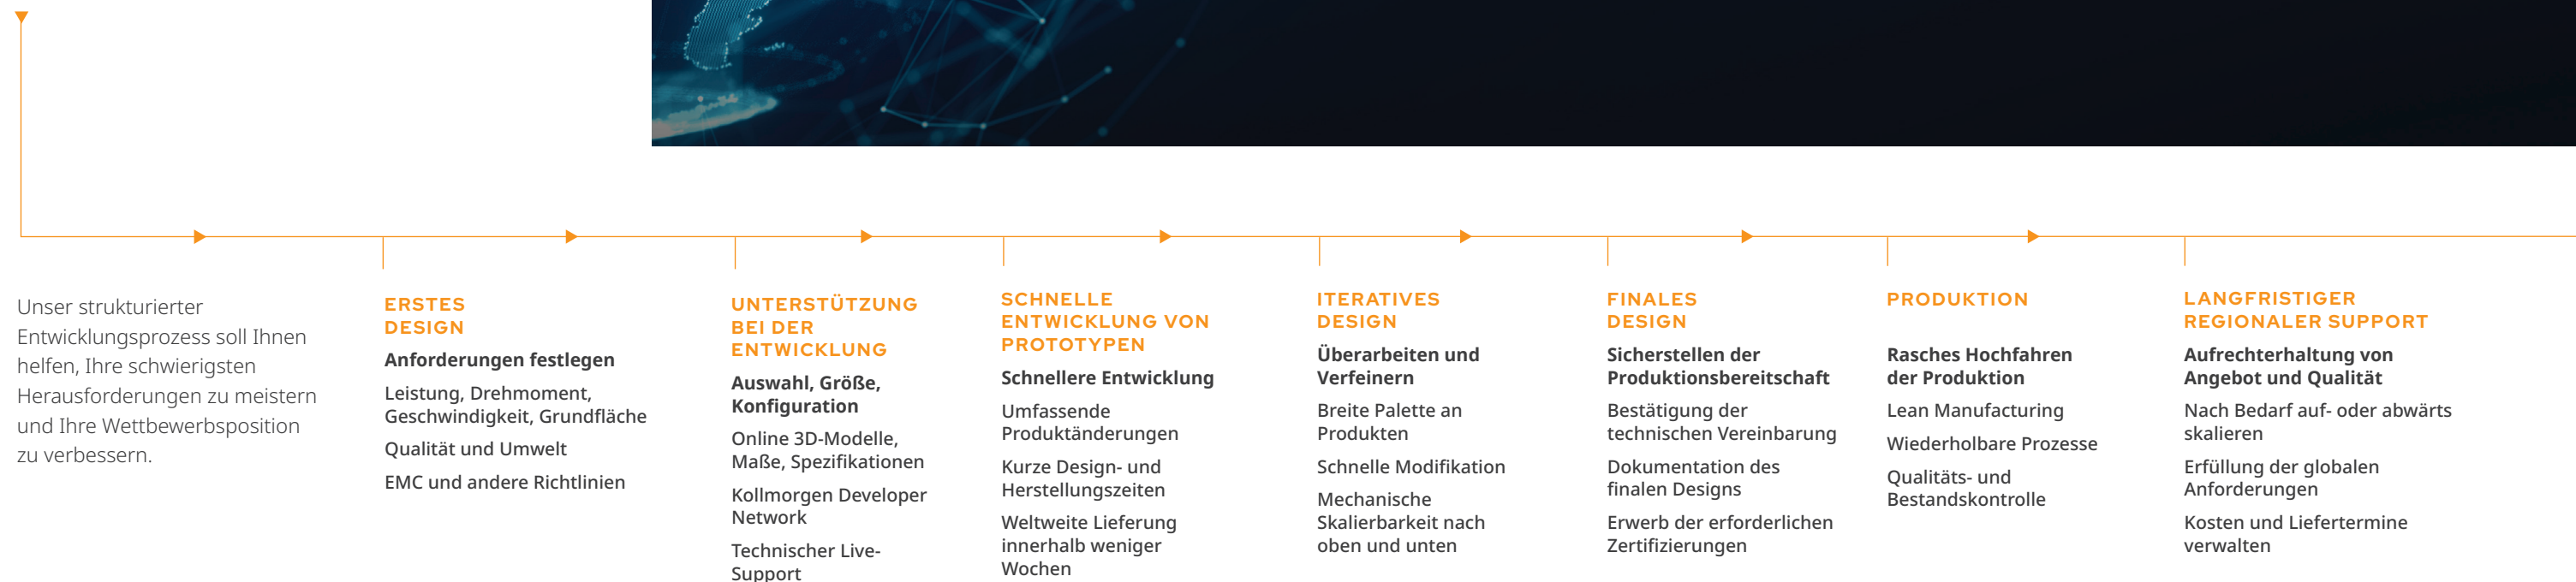 Unser strukturierter
Entwicklungsprozess soll Ihnen
helfen, Ihre schwierigsten
Herausforderungen zu meistern
und Ihre Wettbewerbsposition
zu verbessern.
ERSTES
DESIGN
Anforderungen festlegen
Leistung, Drehmoment,
Geschwindigkeit, Grundfläche
Qualität und Umwelt
EMC und andere Richtlinien
UNTERSTÜTZUNG
BEI DER
ENTWICKLUNG
Auswahl, Größe,
Konfiguration
Online 3D-Modelle,
Maße, Spezifikationen
Kollmorgen Developer
Network
Technischer Live-
Support
SCHNELLE
ENTWICKLUNG VON
PROTOTYPEN
Schnellere Entwicklung
Umfassende
Produktänderungen
Kurze Design- und
Herstellungszeiten
Weltweite Lieferung
innerhalb weniger
Wochen
ITERATIVES
DESIGN
Überarbeiten und
Verfeinern
Breite Palette an
Produkten
Schnelle Modifikation
Mechanische
Skalierbarkeit nach
oben und unten
FINALES
DESIGN
Sicherstellen der
Produktionsbereitschaft
Bestätigung der
technischen Vereinbarung
Dokumentation des
finalen Designs
Erwerb der erforderlichen
Zertifizierungen
PRODUKTION
Rasches Hochfahren
der Produktion
Lean Manufacturing
Wiederholbare Prozesse
Qualitäts- und
Bestandskontrolle
LANGFRISTIGER
REGIONALER SUPPORT
Aufrechterhaltung von
Angebot und Qualität
Nach Bedarf auf- oder abwärts
skalieren
Erfüllung der globalen
Anforderungen
Kosten und Liefertermine
verwalten